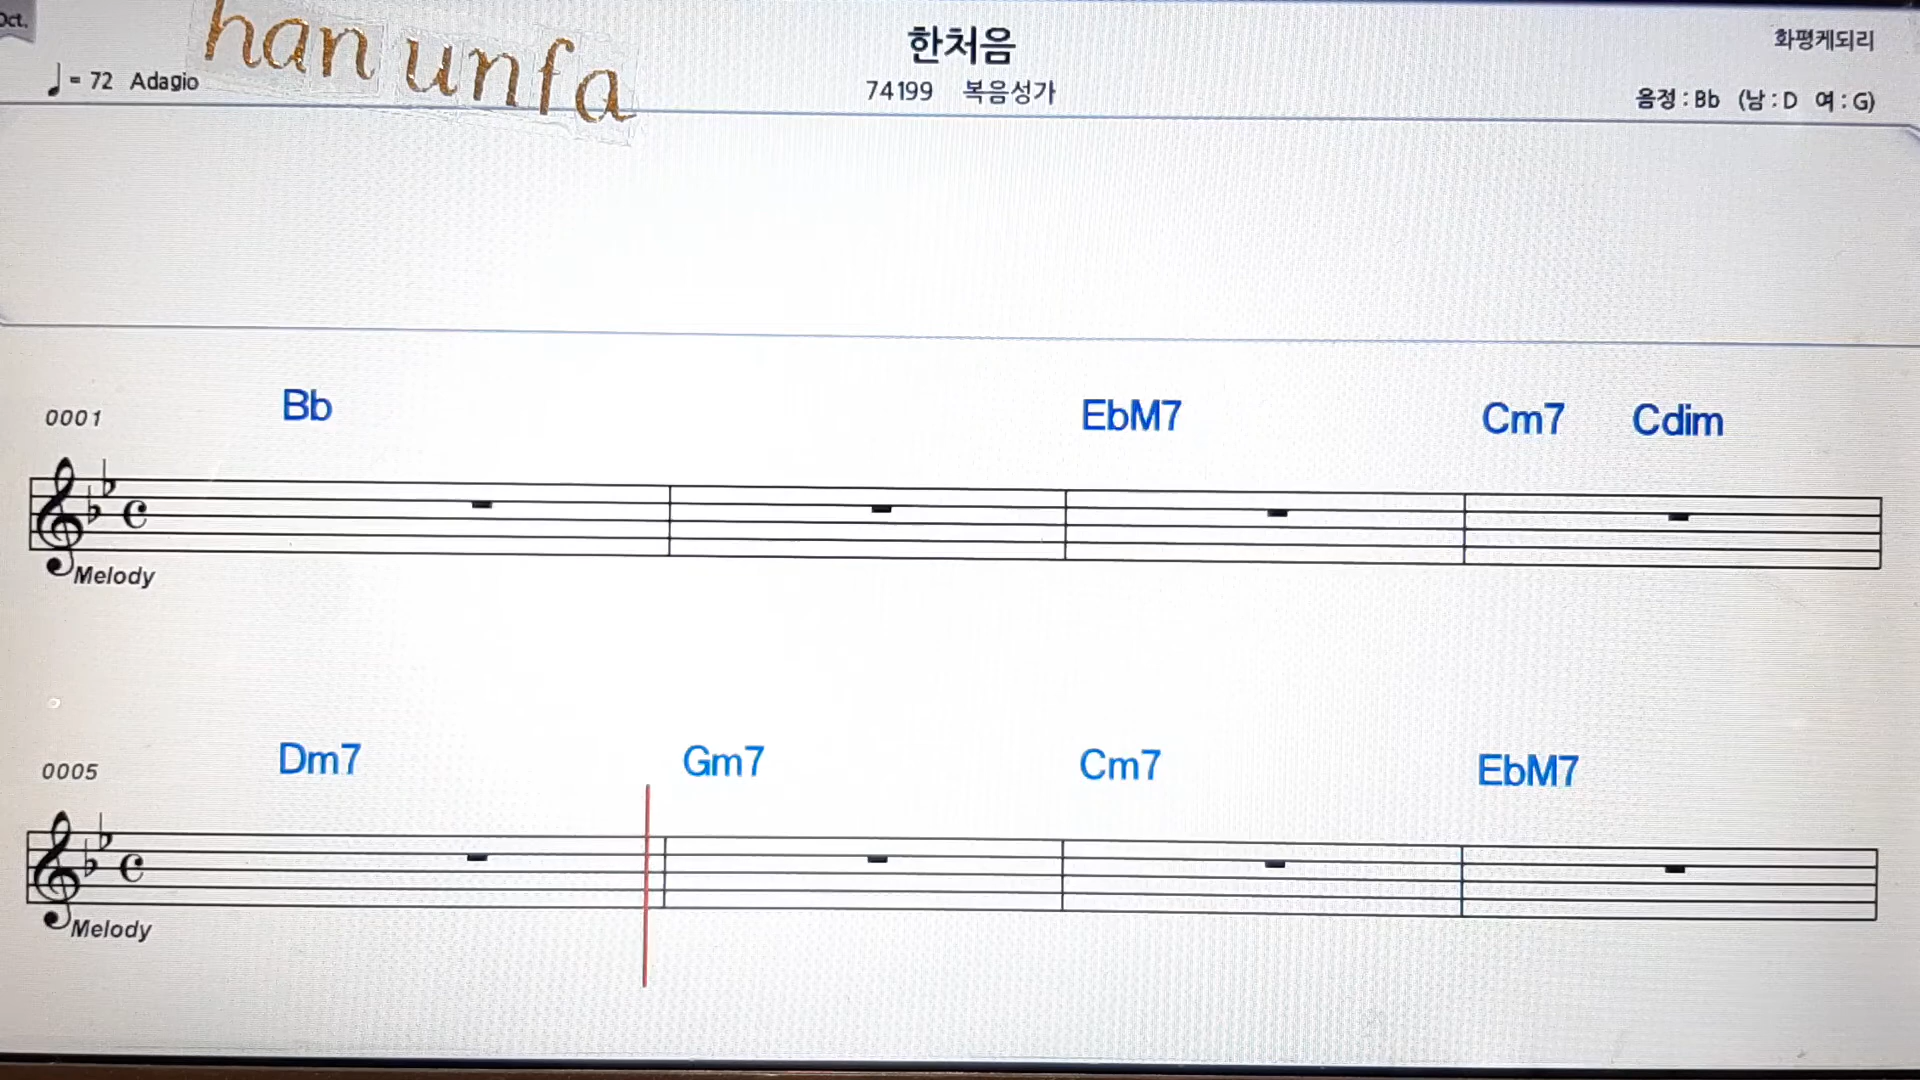 Oct.
han unfa
한처음
화평케되리
♩ = 72 Adagio
74199 복음성가
음정 : Bb (남 : D 여 : G)
0001 Bb EbM7 Cm7 Cdim
Melody
0005 Dm7 Gm7 Cm7 EbM7
Melody